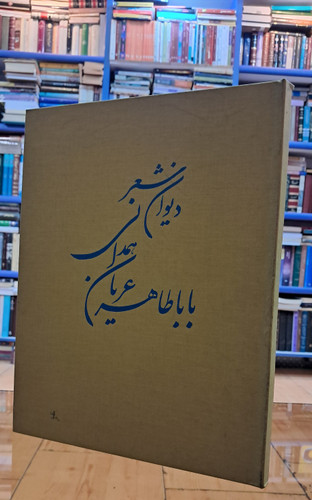 دیوان شعر
باباطاهر عریان
همدانی